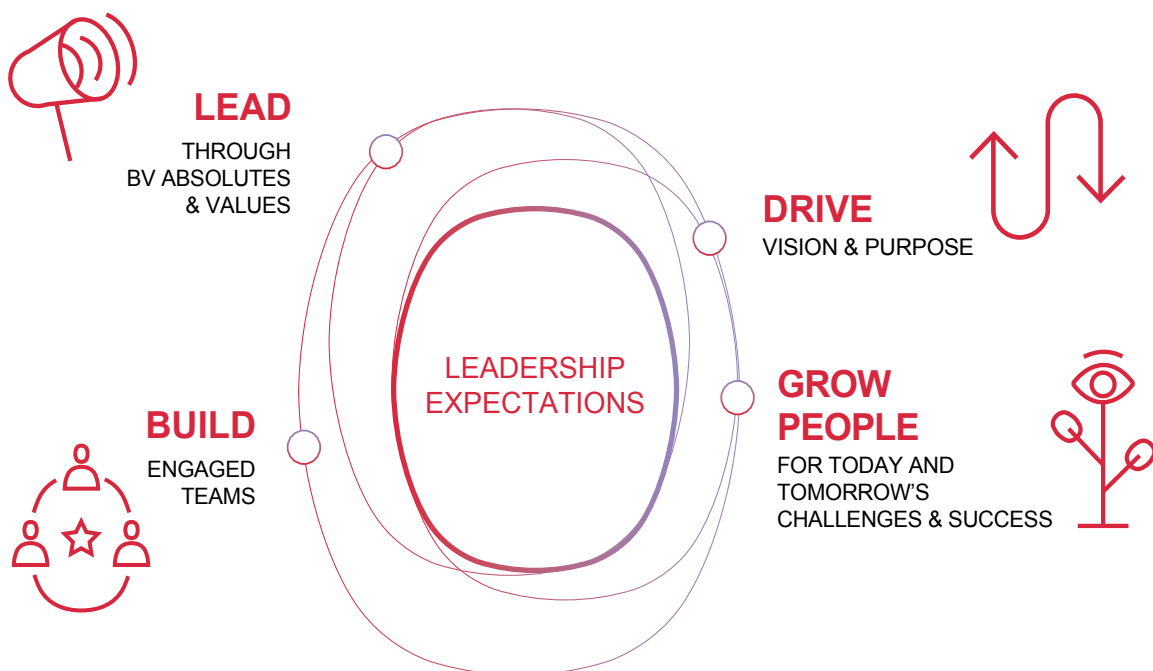 LEAD
THROUGH
BV ABSOLUTES
& VALUES
DRIVE
VISION & PURPOSE
LEADERSHIP
EXPECTATIONS
BUILD
ENGAGED
TEAMS
GROW
PEOPLE
FOR TODAY AND
TOMORROW’S
CHALLENGES & SUCCESS